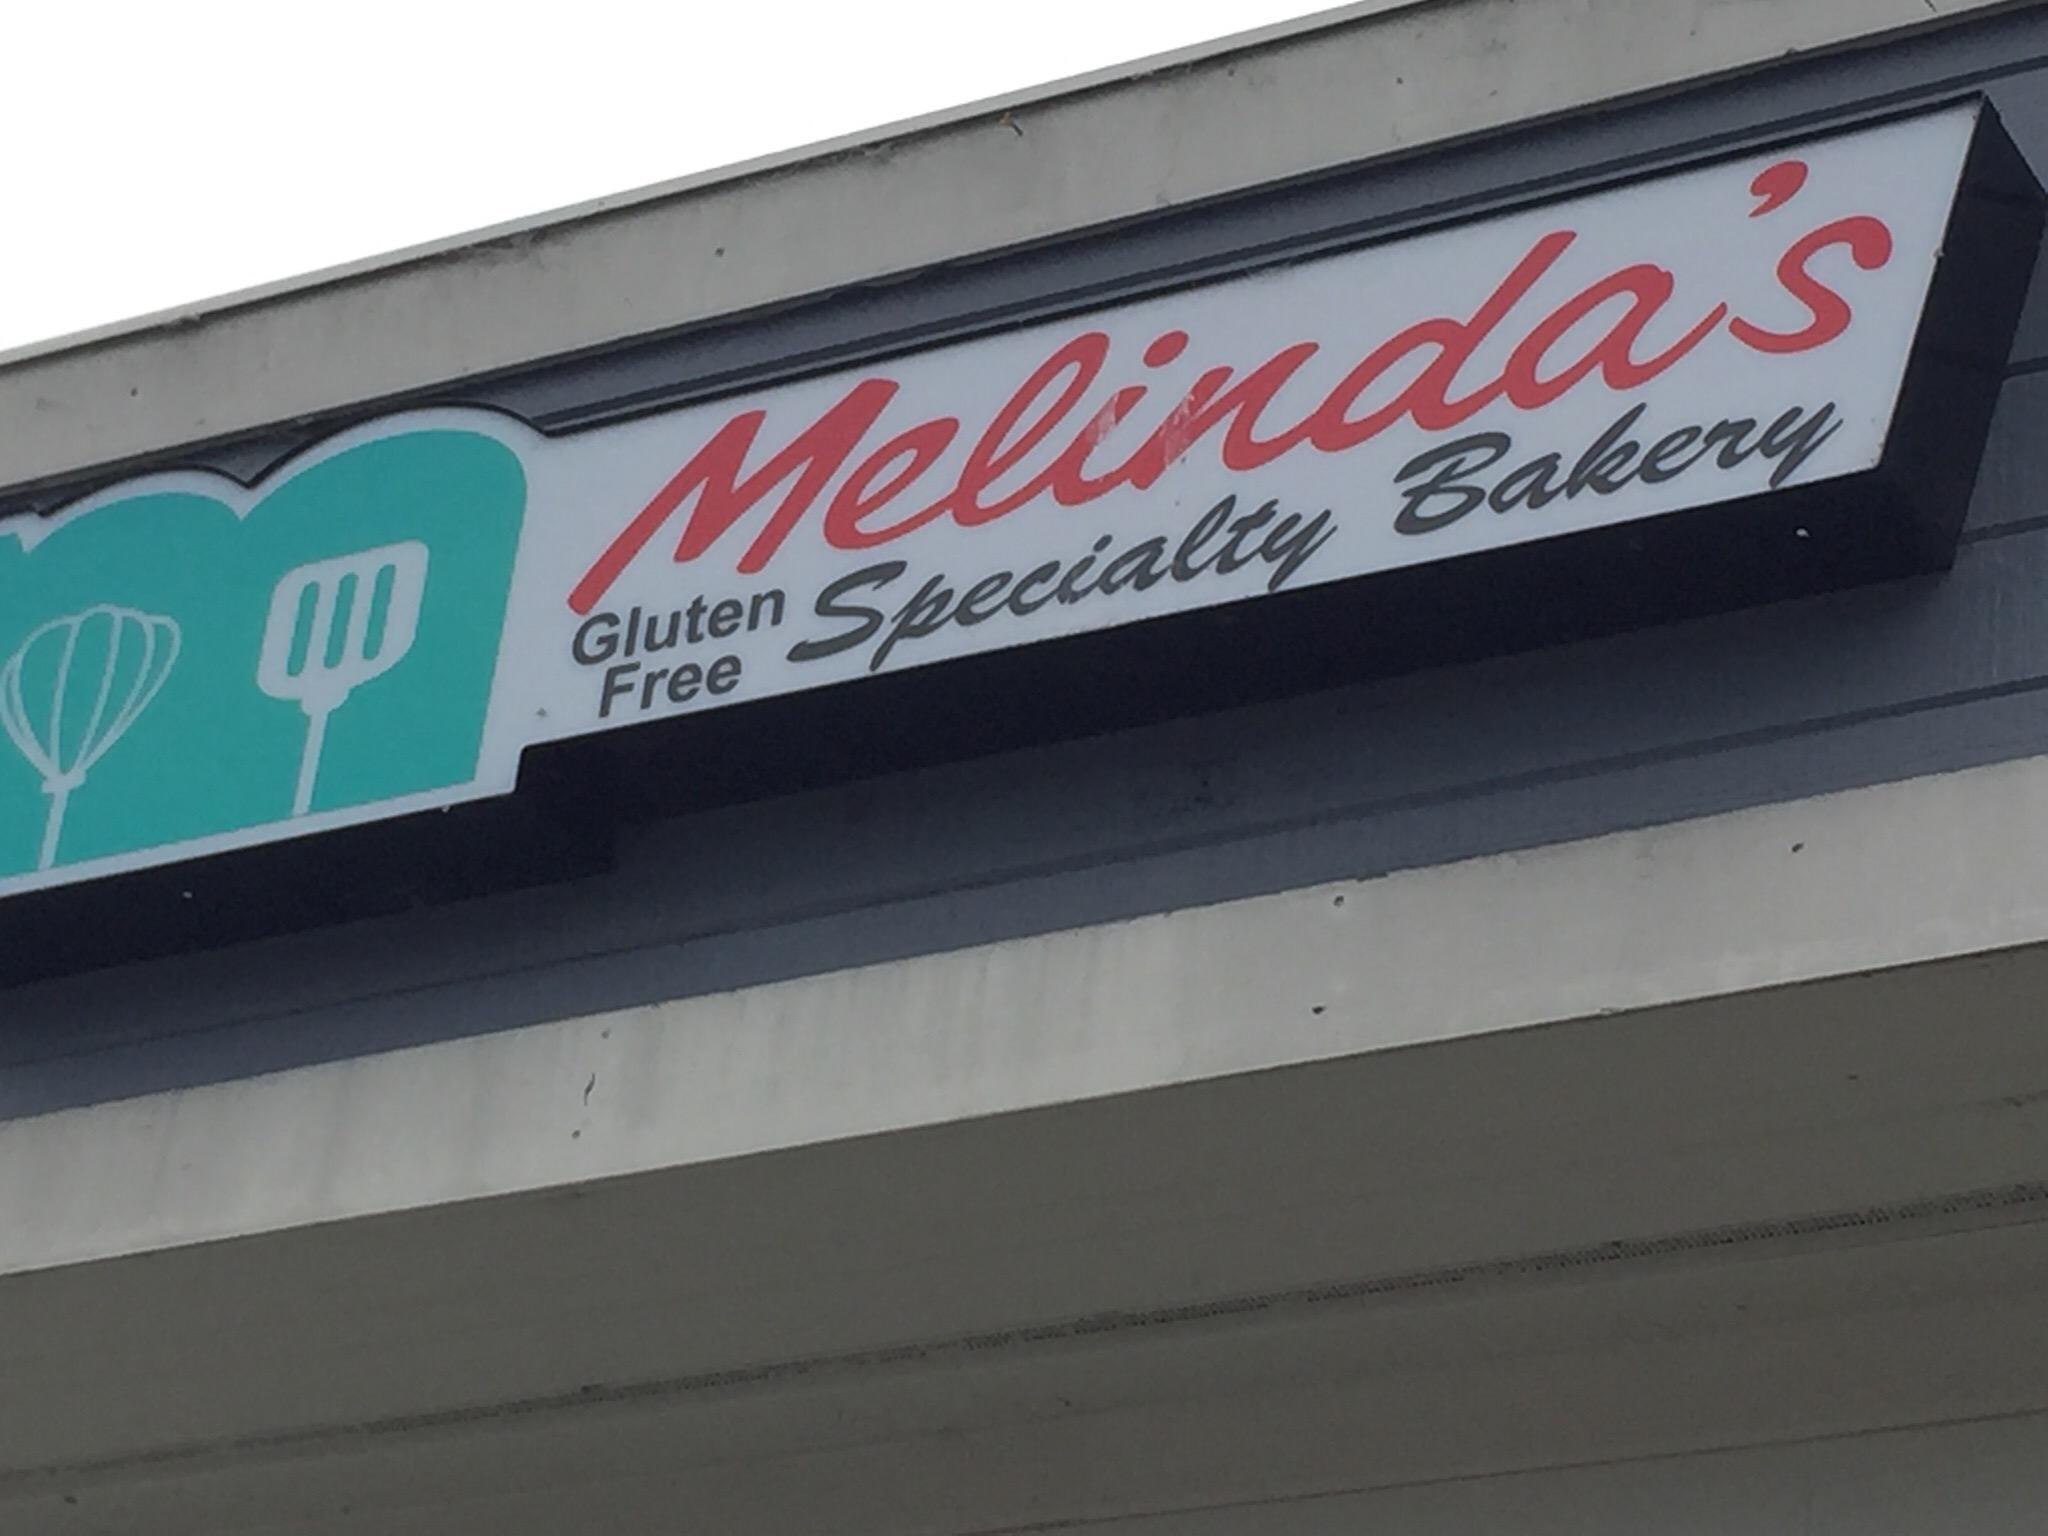 Melinda's
Gluten
Free
Specialty Bakery